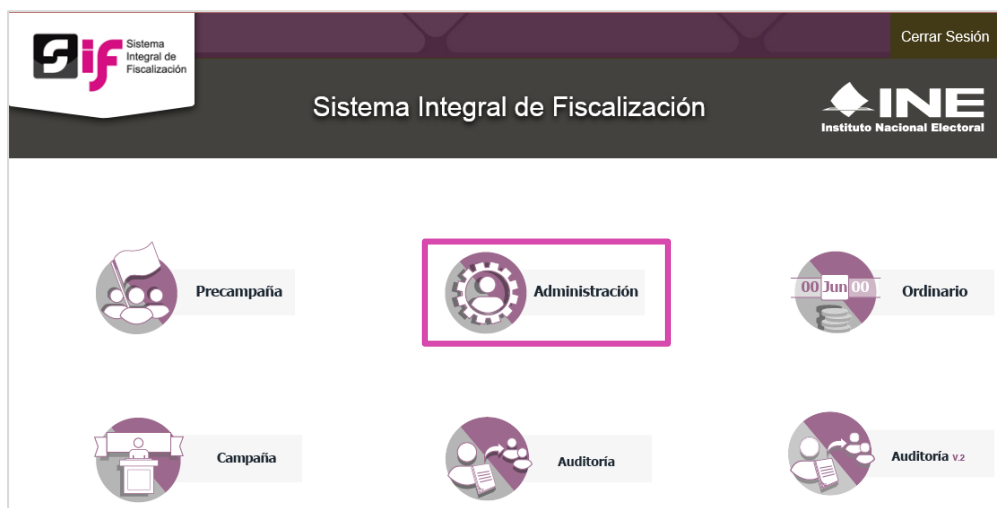 Cerrar Sesión
Sif
Sistema
Integral de
Fiscalización
Sistema Integral de Fiscalización
INE
Instituto Nacional Electoral
Precampaña
Administración
00 Jun 00
Ordinario
Campaña
Auditoría
Auditoría V.2